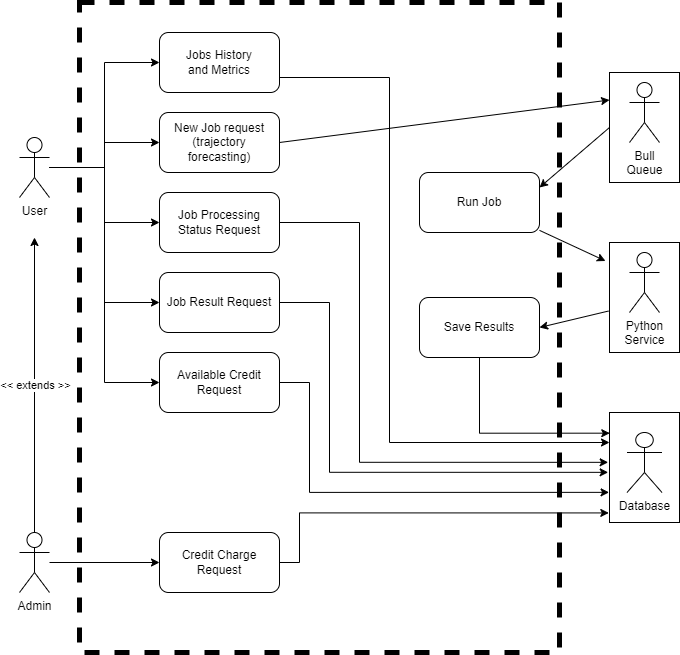 Jobs History
and Metrics
New Job request
(trajectory
forecasting)
Bull
Queue
User
Job Processing
Status Request
Run Job
Job Result Request
Save Results
Python
Service
<< extends >>
Available Credit
Request
Database
Credit Charge
Request
Admin